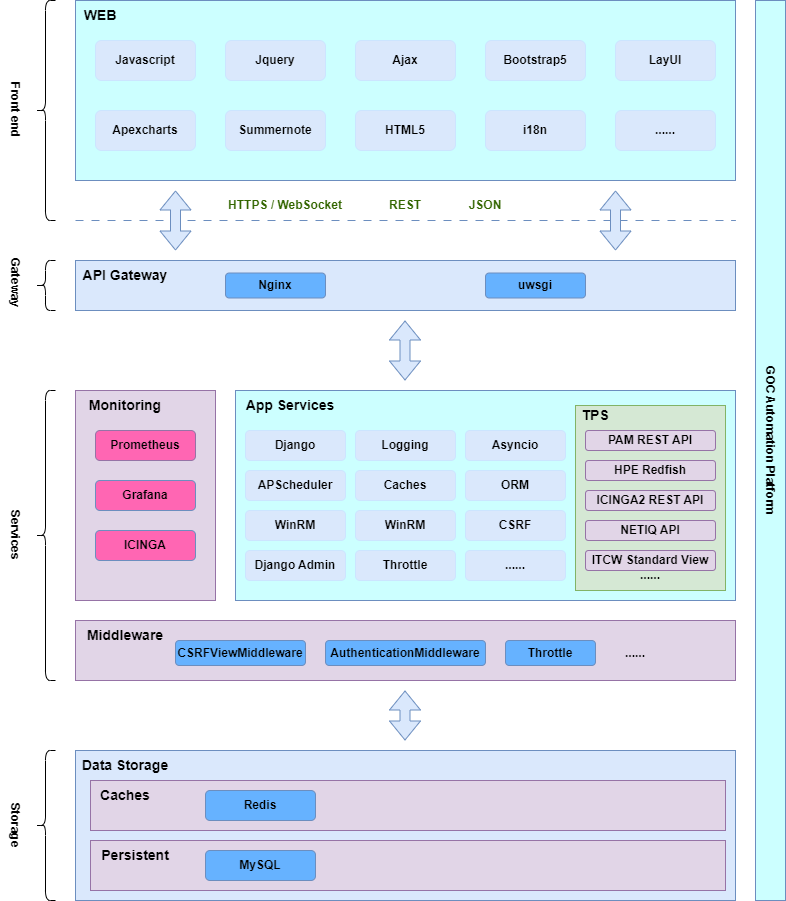 WEB
Javascript
Jquery
Ajax
Bootstrap5
LayUI
Apexcharts
Summernote
HTML5
i18n
......
Front end
HTTPS / WebSocket
REST
JSON
Gateway
API Gateway
Nginx
uwsgi
Services
Monitoring
Prometheus
Grafana
ICINGA
App Services
Django
Logging
Asyncio
APScheduler
Caches
ORM
WinRM
WinRM
CSRF
Django Admin
Throttle
......
TPS
PAM REST API
HPE Redfish
ICINGA2 REST API
NETIQ API
ITCW Standard View
......
Middleware
CSRFViewMiddleware
AuthenticationMiddleware
Throttle
......
Storage
Data Storage
Caches
Redis
Persistent
MySQL
GOC Automation Platform